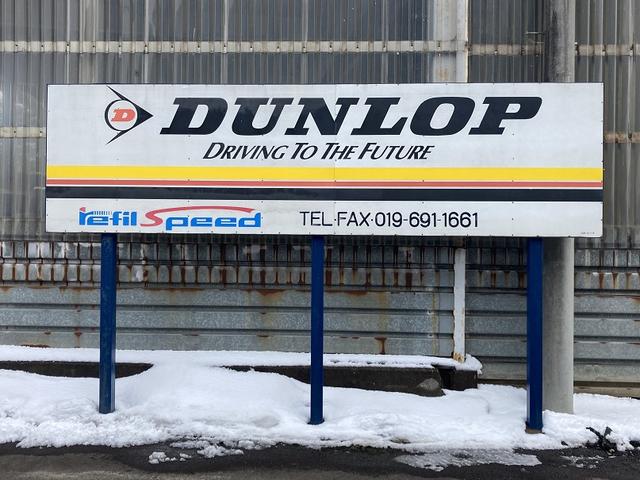 D DUNLOP
DRIVING TO THE FUTURE
refil Speed TEL·FAX·019-691-1661